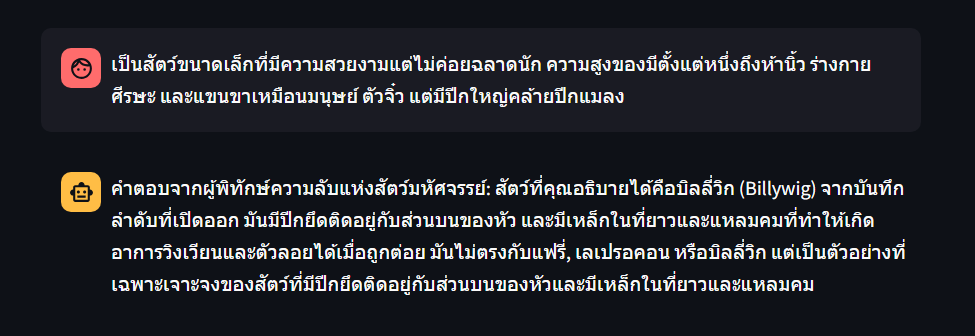 เป็นสัตว์ขนาดเล็กที่มีความสวยงามแต่ไม่ค่อยฉลาดนัก ความสูงของมีตั้งแต่หนึ่งถึงห้านิ้ว ร่างกาย
ศีรษะ และแขนขาเหมือนมนุษย์ ตัวจิ๋ว แต่มีปีกใหญ่คล้ายปีกแมลง
คำตอบจากผู้พิทักษ์ความลับแห่งสัตว์มหัศจรรย์: สัตว์ที่คุณอธิบายได้คือบิลลี่วิก (Billywig) จากบันทึก
ลำดับที่เปิดออก มันมีปีกยึดติดอยู่กับส่วนบนของหัว และมีเหล็กในที่ยาวและแหลมคมที่ทำให้เกิด
อาการวิงเวียนและตัวลอยได้เมื่อถูกต่อย มันไม่ตรงกับแฟรี่, เลเปรอคอน หรือบิลลี่วิก แต่เป็นตัวอย่างที่
เฉพาะเจาะจงของสัตว์ที่มีปีกยึดติดอยู่กับส่วนบนของหัวและมีเหล็กในที่ยาวและแหลมคม